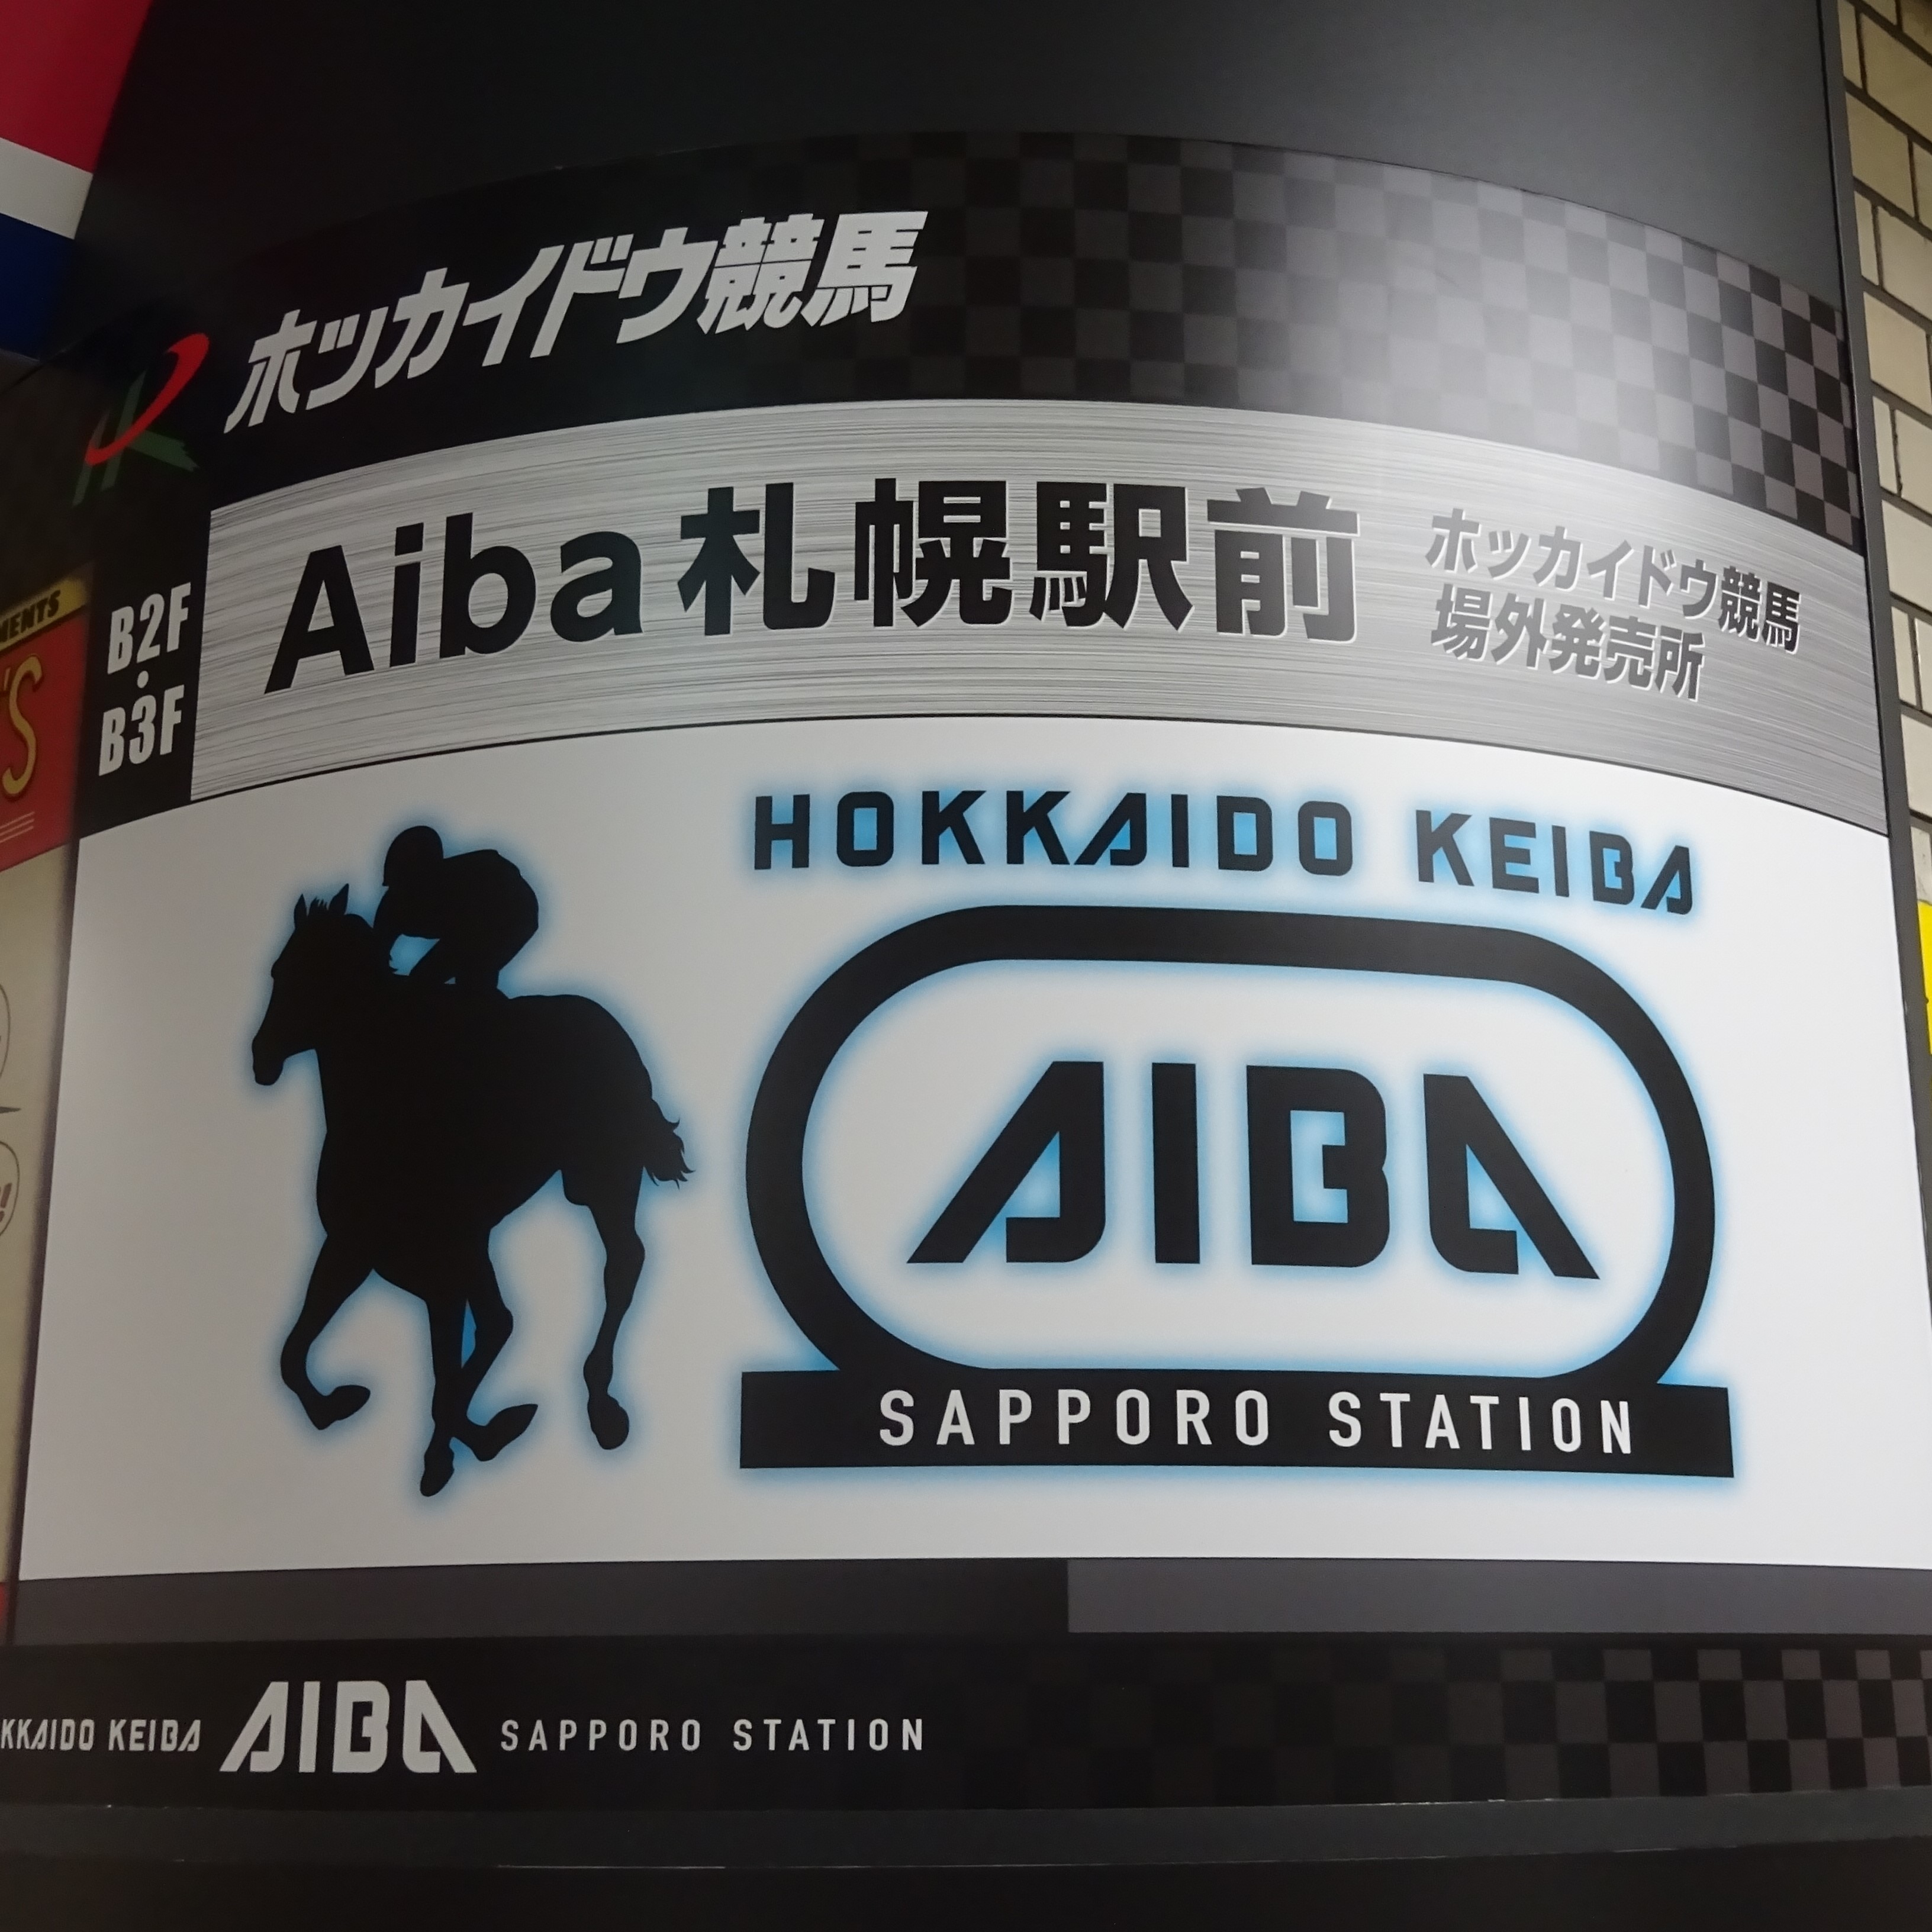 ホッカイドウ競馬
B2F
・
B3F
Aiba札幌駅前
ホッカイドウ競馬
場外発売所
HOKKAIDO KEIBA
AIBA
SAPPORO STATION
KKAIDO KEIBA AIBA SAPPORO STATION
MENTS
'S